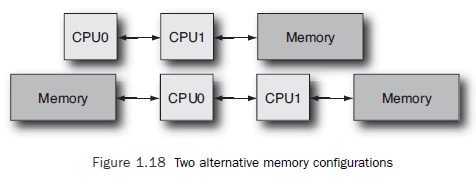 CPU0 CPU1 Memory
Memory CPU0 CPU1 Memory
Figure 1.18 Two alternative memory configurations